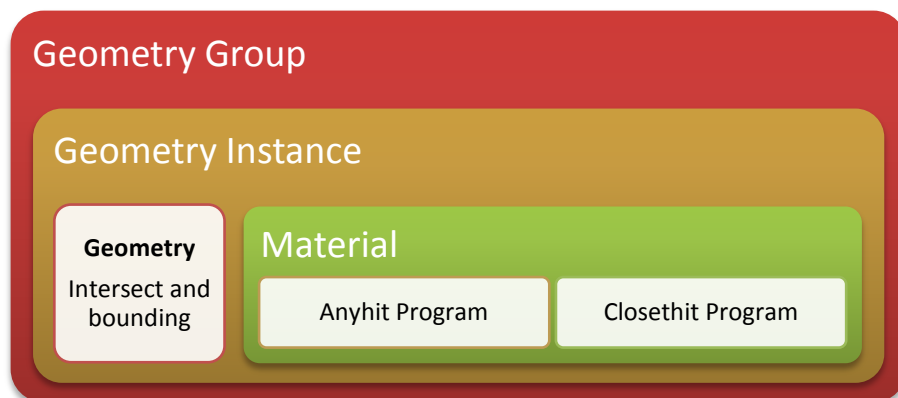 Geometry Group
Geometry Instance
Geometry
Intersect and
bounding
Material
Anyhit Program
Closethit Program